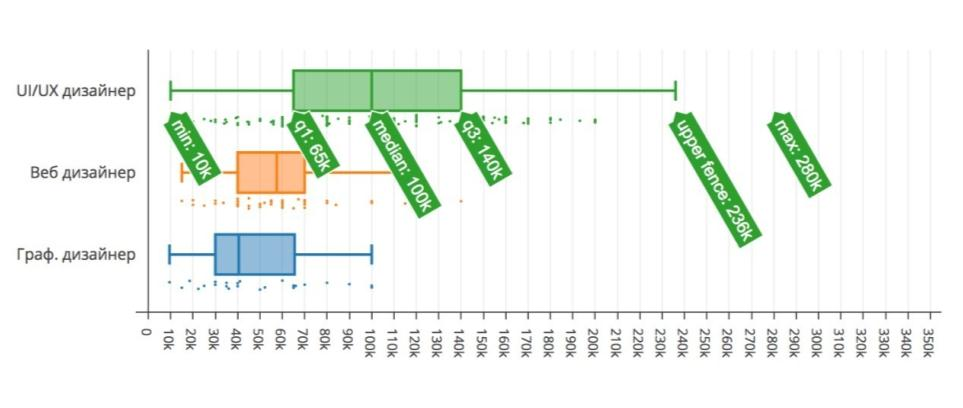 UI/UX дизайнер
min: 10k
q1: 65k
median: 100k
q3: 140k
upper fence: 236k
max: 280k
Веб дизайнер
Граф. дизайнер
0
10k
20k
30k
40k
50k
60k
70k
80k
90k
100k
110k
120k
130k
140k
150k
160k
170k
180k
190k
200k
210k
220k
230k
240k
250k
260k
270k
280k
290k
300k
310k
320k
330k
340k
350k